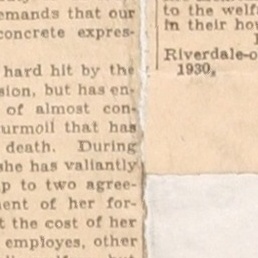 emands that our
concrete expres-
hard hit by the
sion, but has en-
of almost con-
urmoil that has
death. During
she has valiantly
p to two agree-
ment of her for-
t the cost of her
employes, other
to the welf
in their ho
Riverdale-o
1930,